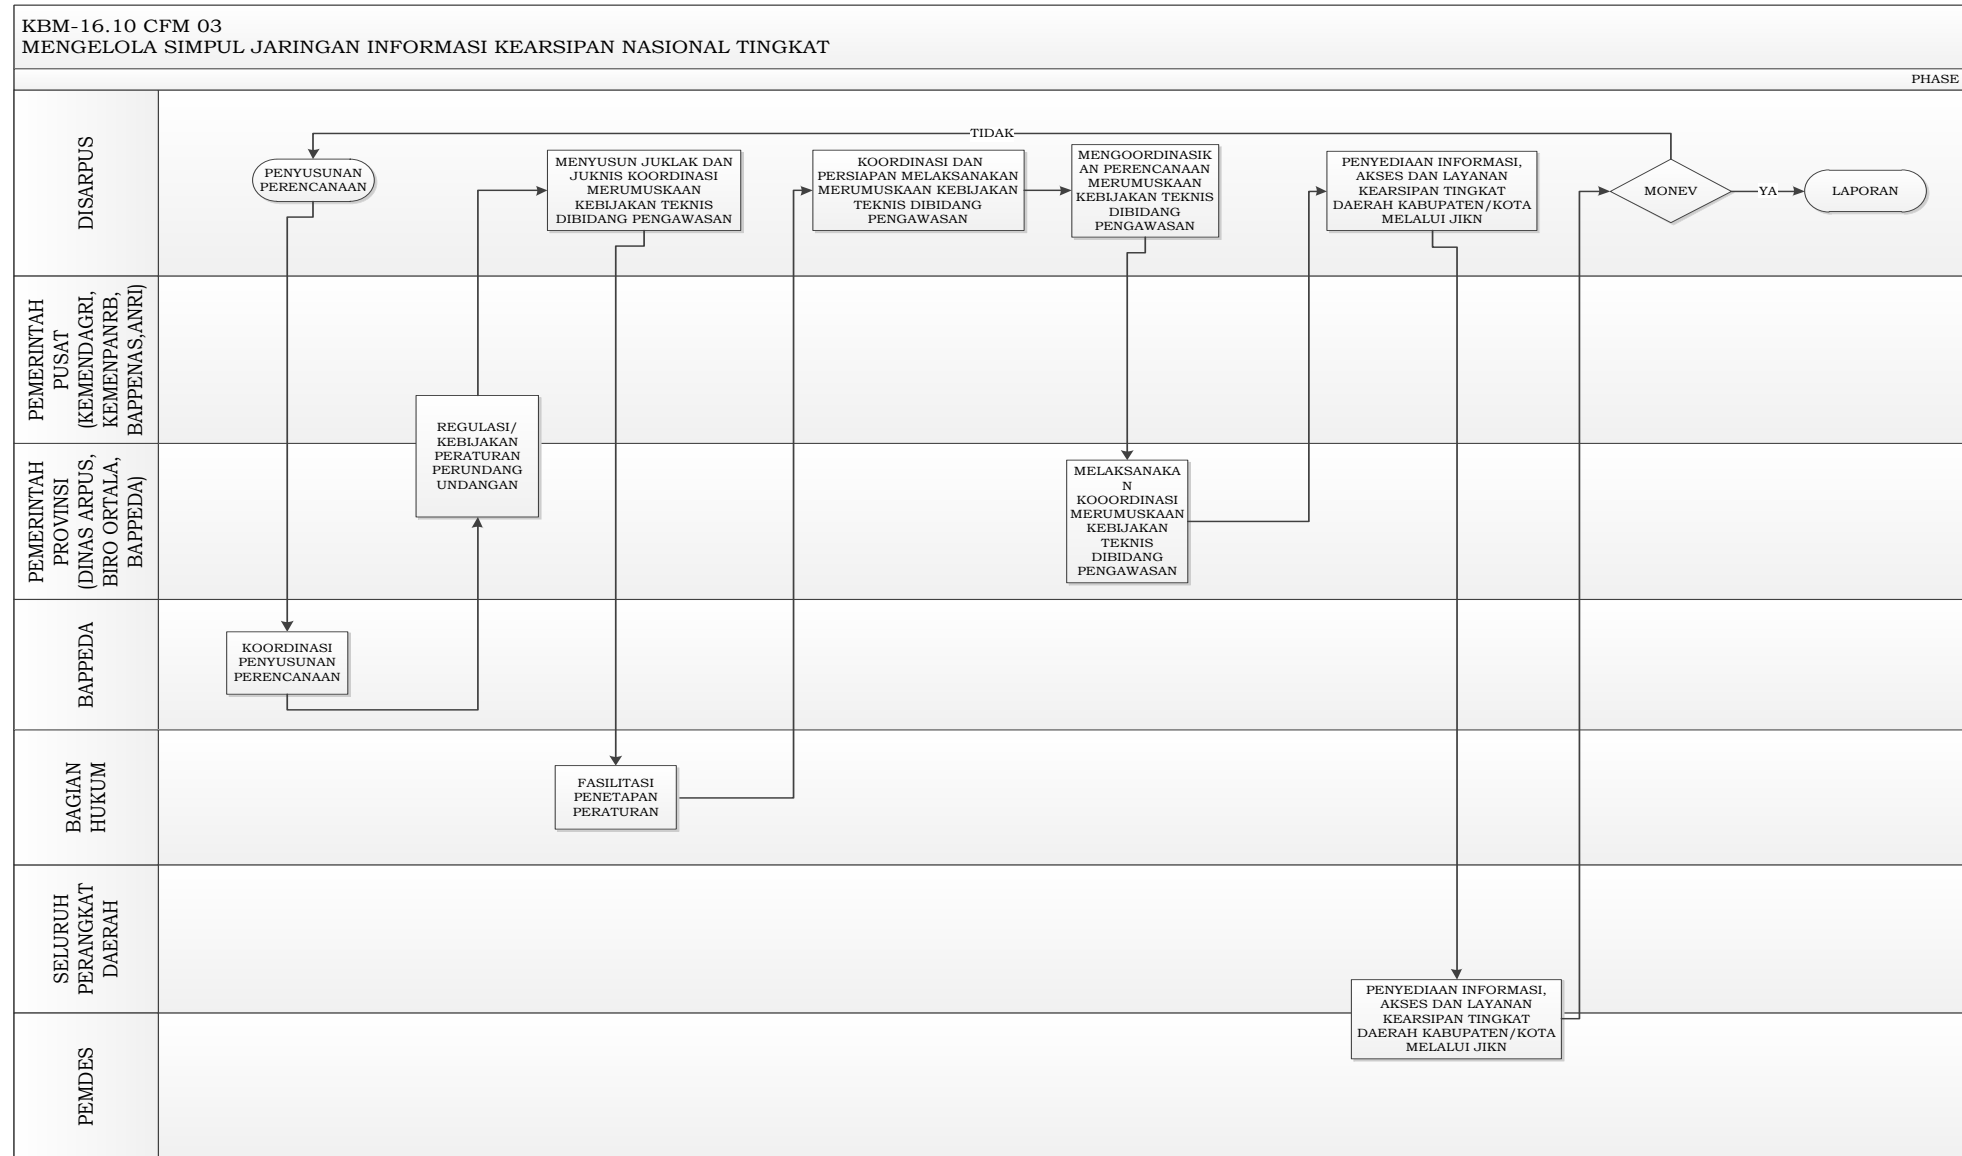 KBM-16.10 CFM 03
MENGELOLA SIMPUL JARINGAN INFORMASI KEARSIPAN NASIONAL TINGKAT
PHASE
DISARPUS
PENYUSUNAN
PERENCANAAN
MENYUSUN JUKLAK DAN
JUKNIS KOORDINASI
MERUMUSKAAN
KEBIJAKAN TEKNIS
DIBIDANG PENGAWASAN
TIDAK
KOORDINASI DAN
PERSIAPAN MELAKSANAKAN
MERUMUSKAAN KEBIJAKAN
TEKNIS DIBIDANG
PENGAWASAN
MENGOORDINASIK
AN PERENCANAAN
MERUMUSKAAN
KEBIJAKAN TEKNIS
DIBIDANG
PENGAWASAN
PENYEDIAAN INFORMASI,
AKSES DAN LAYANAN
KEARSIPAN TINGKAT
DAERAH KABUPATEN/KOTA
MELALUI JIKN
MONEV
YA
LAPORAN
PEMERINTAH
PUSAT
(KEMENDAGRI,
KEMENPANRB,
BAPPENAS,ANRI)
REGULASI/
KEBIJAKAN
PERATURAN
PERUNDANG
UNDANGAN
PEMERINTAH
PROVINSI
(DINAS ARPUS,
BIRO ORTALA,
BAPPEDA)
MELAKSANAKA
N
KOOORDINASI
MERUMUSKAAN
KEBIJAKAN
TEKNIS
DIBIDANG
PENGAWASAN
BAPPEDA
KOORDINASI
PENYUSUNAN
PERENCANAAN
BAGIAN
HUKUM
FASILITASI
PENETAPAN
PERATURAN
SELURUH
PERANGKAT
DAERAH
PENYEDIAAN INFORMASI,
AKSES DAN LAYANAN
KEARSIPAN TINGKAT
DAERAH KABUPATEN/KOTA
MELALUI JIKN
PEMDES